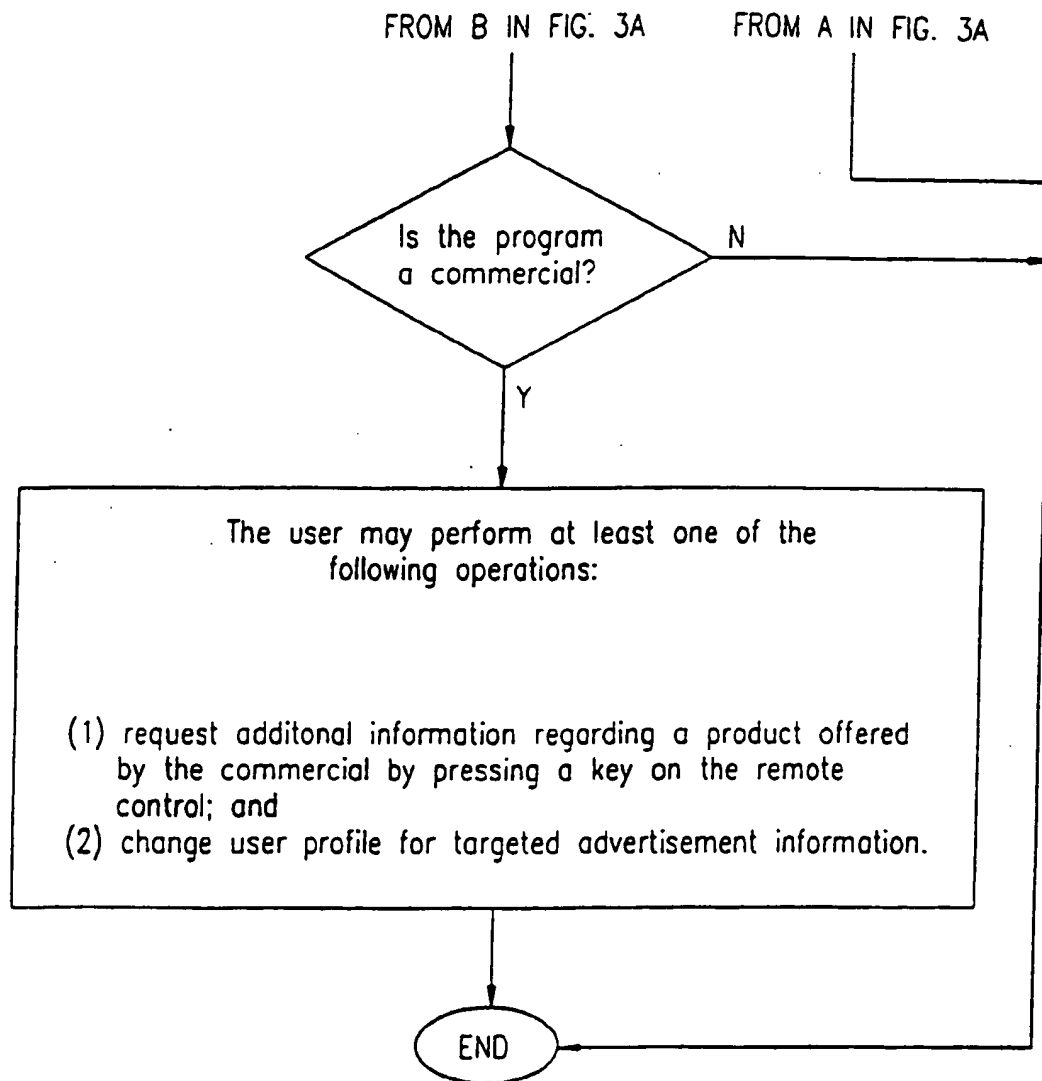 FROM B IN FIG. 3A
FROM A IN FIG. 3A
Is the program
a commercial?
N
Y
The user may perform at least one of the
following operations:
(1) request additonal information regarding a product offered
by the commercial by pressing a key on the remote
control; and
(2) change user profile for targeted advertisement information.
END